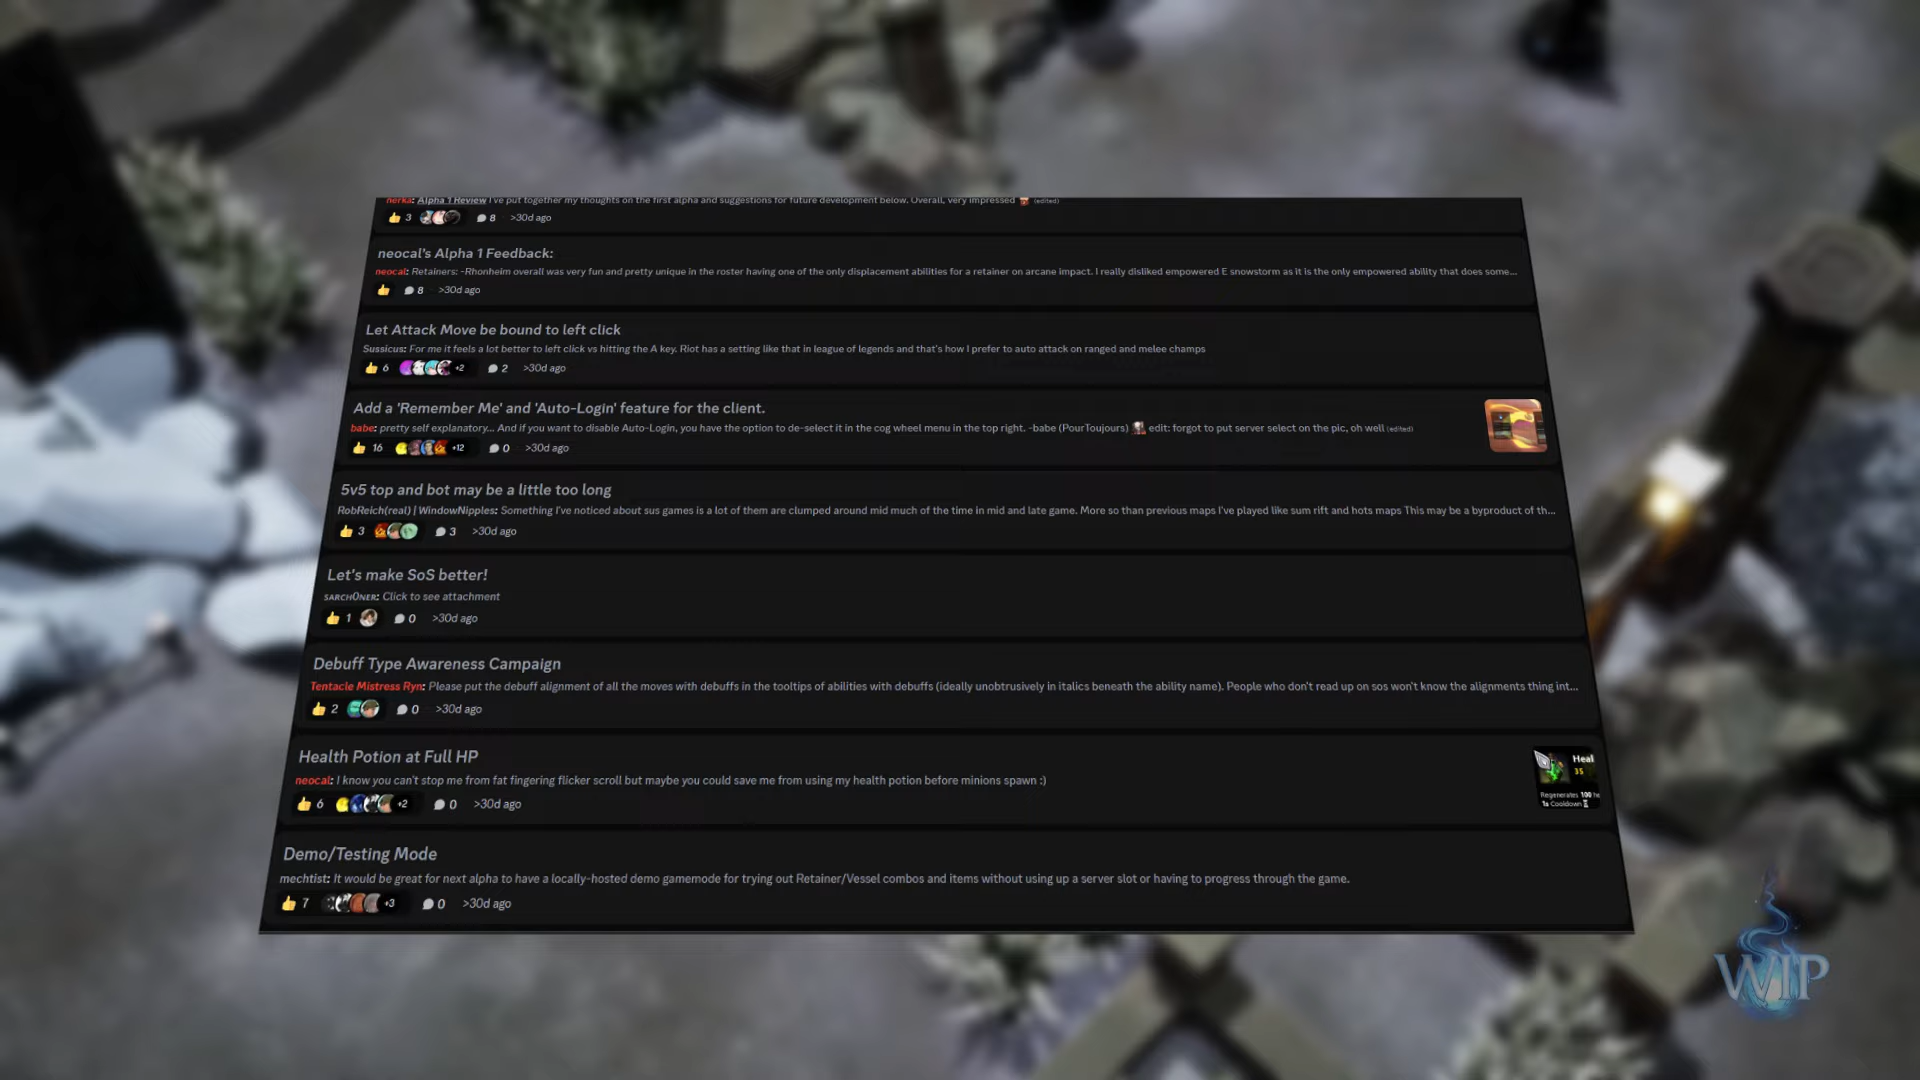 nerka: Alpha 1 Review I've put together my thoughts on the first alpha and suggestions for future development below. Overall, very impressed (edited)
3 8 >30d ago
neocal's Alpha 1 Feedback:
neocal: Retainers: -Rhonheim overall was very fun and pretty unique in the roster having one of the only displacement abilities for a retainer on arcane impact. I really disliked empowered E snowstorm as it is the only empowered ability that does some...
8 >30d ago
Let Attack Move be bound to left click
Sussicus: For me it feels a lot better to left click vs hitting the A key. Riot has a setting like that in league of legends and that's how I prefer to auto attack on ranged and melee champs
6 +2 2 >30d ago
Add a 'Remember Me' and 'Auto-Login' feature for the client.
babe: pretty self explanatory... And if you want to disable Auto-Login, you have the option to de-select it in the cog wheel menu in the top right. -babe (PourToujours) edit: forgot to put server select on the pic, oh well (edited)
16 +12 0 >30d ago
5v5 top and bot may be a little too long
RobReich(real) | WindowNipples: Something I've noticed about sus games is a lot of them are clumped around mid much of the time in mid and late game. More so than previous maps I've played like sum rift and hots maps This may be a byproduct of th...
3 3 >30d ago
Let's make SoS better!
SARCHONER: Click to see attachment
1 0 >30d ago
Debuff Type Awareness Campaign
Tentacle Mistress Ryn: Please put the debuff alignment of all the moves with debuffs in the tooltips of abilities with debuffs (ideally unobtrusively in italics beneath the ability name). People who don't read up on sos won't know the alignments thing int...
2 0 >30d ago
Health Potion at Full HP
neocal: I know you can't stop me from fat fingering flicker scroll but maybe you could save me from using my health potion before minions spawn :)
Heal
35
Regenerates 100 he
1s Cooldown
6 +2 0 >30d ago
Demo/Testing Mode
mechtist: It would be great for next alpha to have a locally-hosted demo gamemode for trying out Retainer/Vessel combos and items without using up a server slot or having to progress through the game.
7 +3 0 >30d ago
WIP